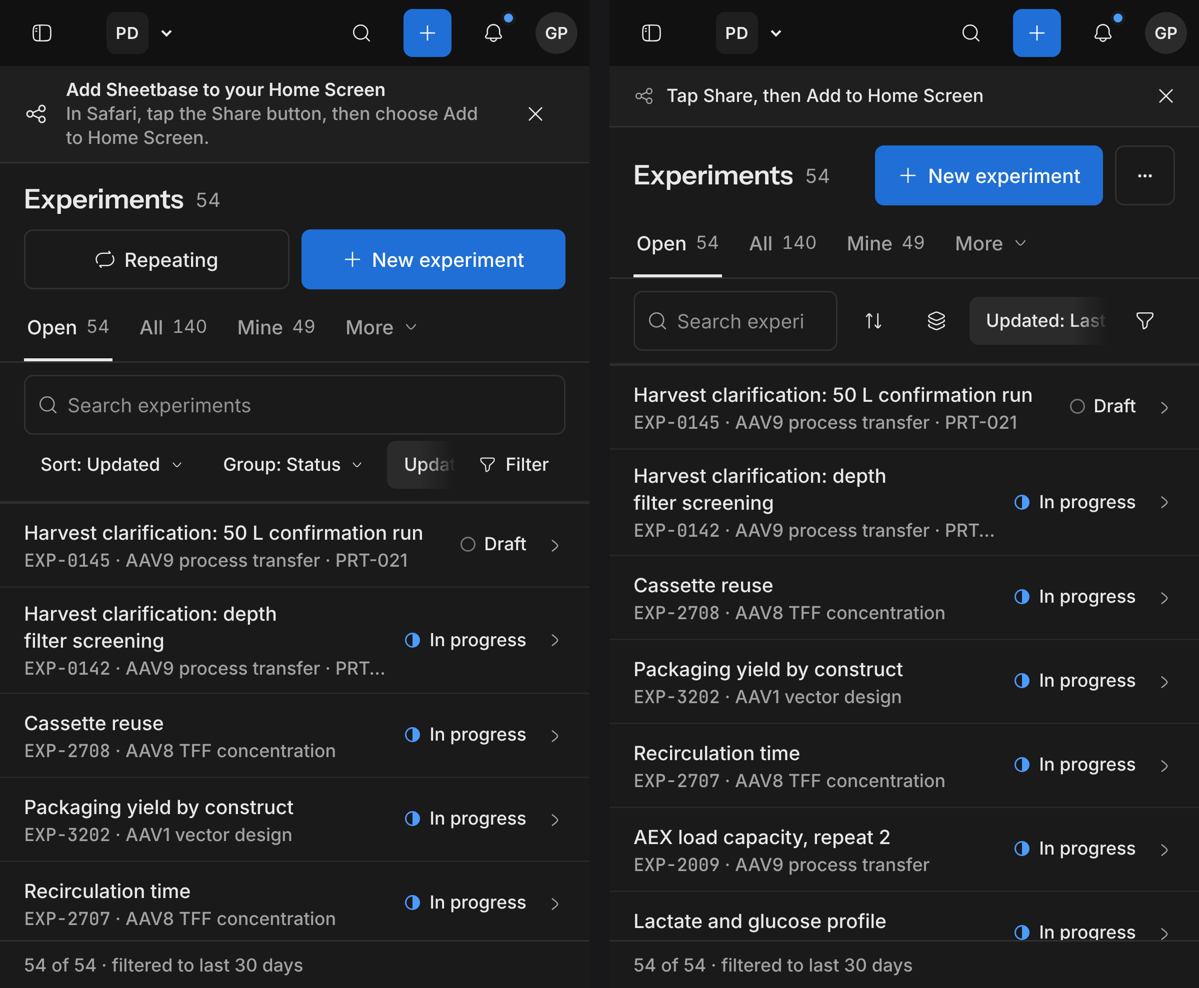 PD
GP
Add Sheetbase to your Home Screen
In Safari, tap the Share button, then choose Add
to Home Screen.
Experiments 54
Repeating
New experiment
Open 54 All 140 Mine 49 More
Search experiments
Sort: Updated Group: Status Updat Filter
Harvest clarification: 50 L confirmation run
EXP-0145 · AAV9 process transfer · PRT-021
Draft
Harvest clarification: depth
filter screening
EXP-0142 · AAV9 process transfer · PRT...
In progress
Cassette reuse
EXP-2708 · AAV8 TFF concentration
In progress
Packaging yield by construct
EXP-3202 · AAV1 vector design
In progress
Recirculation time
EXP-2707 · AAV8 TFF concentration
In progress
54 of 54 · filtered to last 30 days
PD
GP
Tap Share, then Add to Home Screen
Experiments 54
New experiment
Open 54 All 140 Mine 49 More
Search experi
Updated: Last
Harvest clarification: 50 L confirmation run
EXP-0145 · AAV9 process transfer · PRT-021
Draft
Harvest clarification: depth
filter screening
EXP-0142 · AAV9 process transfer · PRT...
In progress
Cassette reuse
EXP-2708 · AAV8 TFF concentration
In progress
Packaging yield by construct
EXP-3202 · AAV1 vector design
In progress
Recirculation time
EXP-2707 · AAV8 TFF concentration
In progress
AEX load capacity, repeat 2
EXP-2009 · AAV9 process transfer
In progress
Lactate and glucose profile
In progress
54 of 54 · filtered to last 30 days